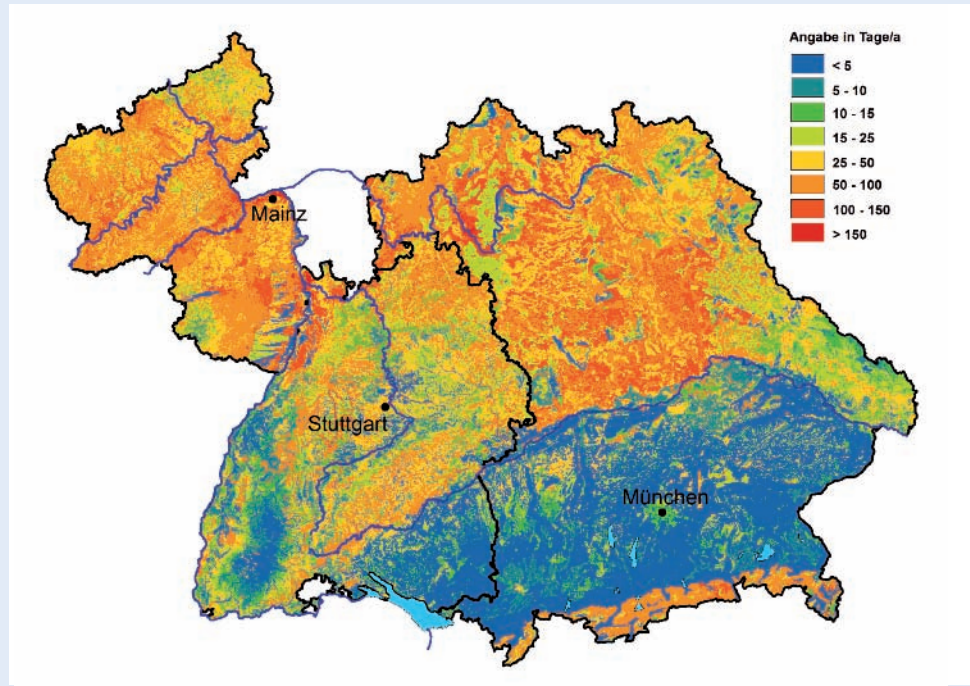 Angabe in Tage/a
< 5
5 - 10
10 - 15
15 - 25
25 - 50
50 - 100
100 - 150
> 150
Mainz
Stuttgart
München